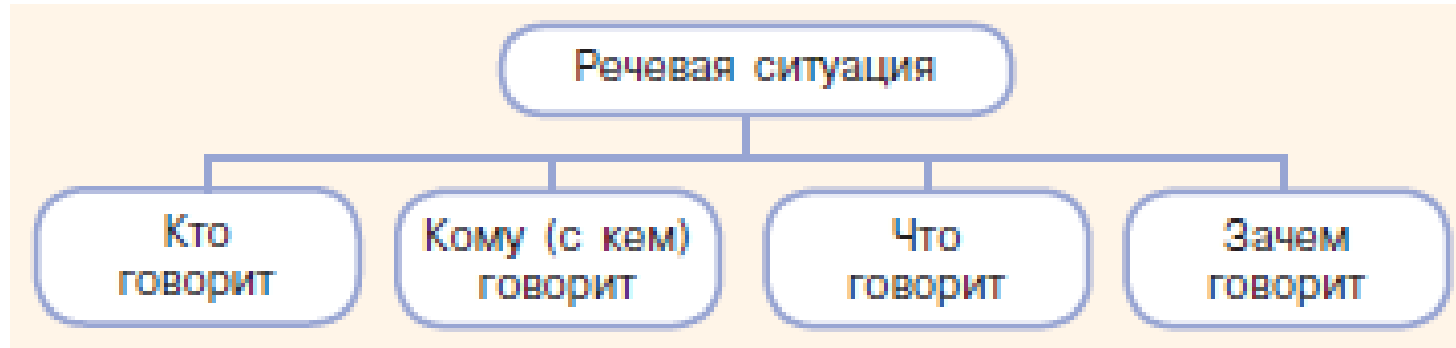 Речевая ситуация
Кто
говорит
Кому (с кем)
говорит
Что
говорит
Зачем
говорит